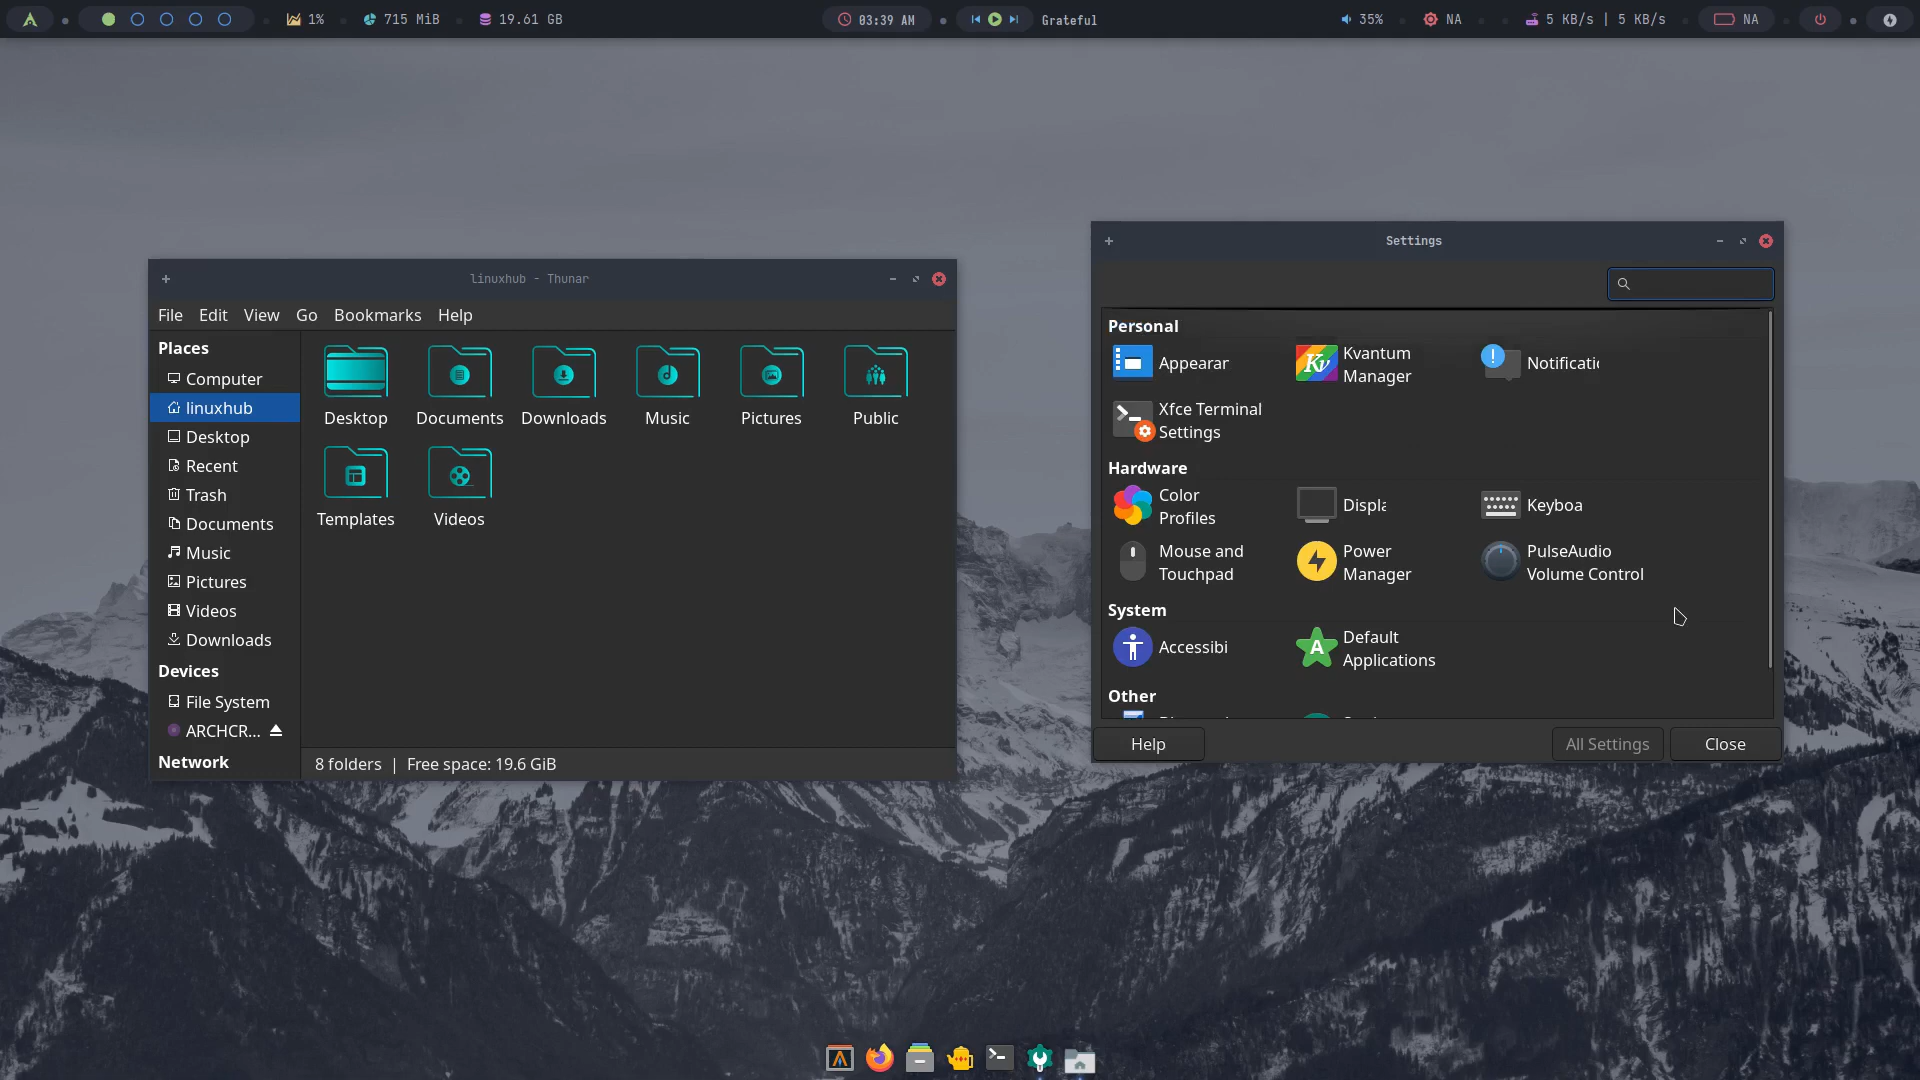 1%
715 MiB
19.61 GB
03:39 AM
Grateful
35%
NA
5 KB/s | 5 KB/s
NA
linuxhub - Thunar
File Edit View Go Bookmarks Help
Places
Computer
linuxhub
Desktop
Recent
Trash
Documents
Music
Pictures
Videos
Downloads
Devices
File System
ARCHCR...
Network
Desktop
Documents
Downloads
Music
Pictures
Public
Templates
Videos
8 folders | Free space: 19.6 GiB
Settings
Personal
Appearar
Kv
Kvantum
Manager
Notificatic
Xfce Terminal
Settings
Hardware
Color
Profiles
Displa
Keyboa
Mouse and
Touchpad
Power
Manager
PulseAudio
Volume Control
System
Accessibi
A
Default
Applications
Other
Help
All Settings
Close